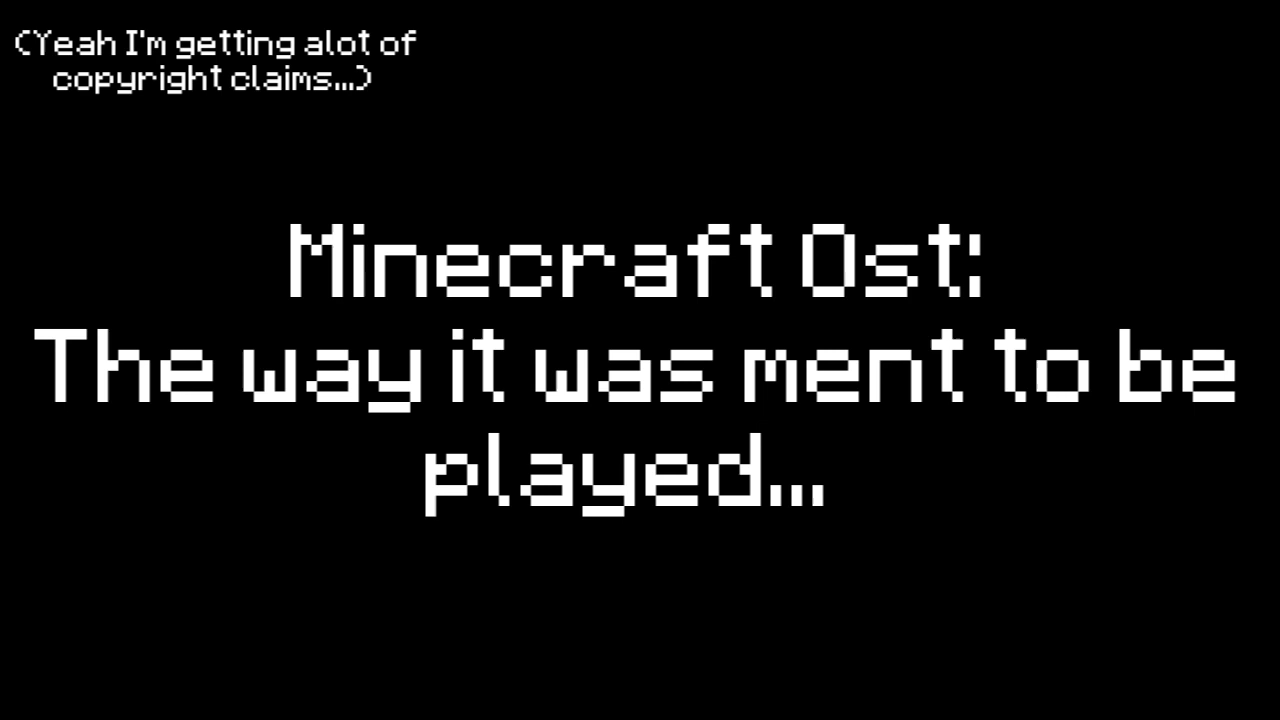 (Yeah I'm getting alot of
copyright claims...)
Minecraft Ost:
The way it was ment to be
played...